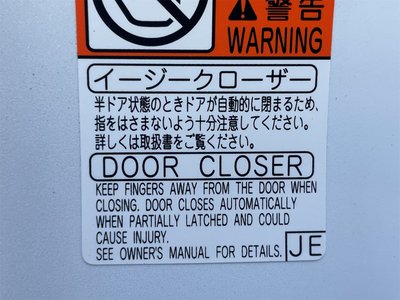 警告
WARNING
イージークローザー
半ドア状態のときドアが自動的に閉まるため、
指をはさまないよう十分注意してください。
詳しくは取扱書をご覧ください。
DOOR CLOSER
KEEP FINGERS AWAY FROM THE DOOR WHEN
CLOSING. DOOR CLOSES AUTOMATICALLY
WHEN PARTIALLY LATCHED AND COULD
CAUSE INJURY.
SEE OWNER'S MANUAL FOR DETAILS. JE